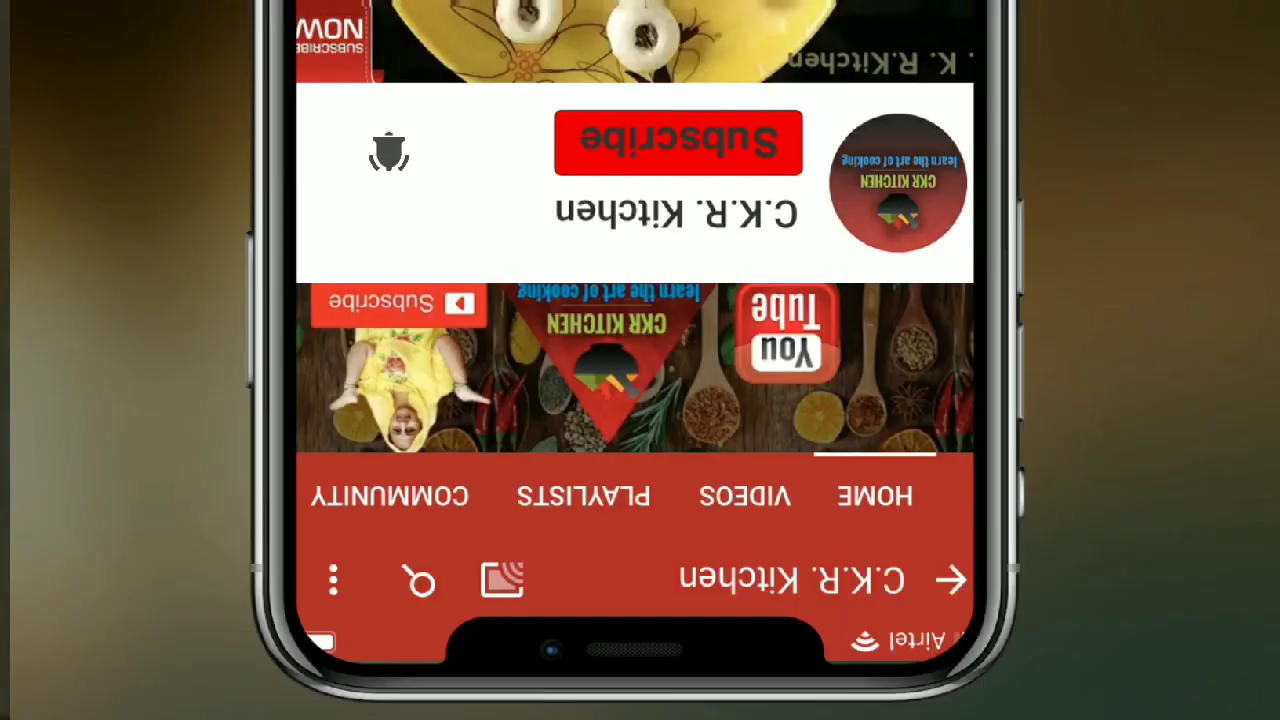 Airtel
C.K.R. Kitchen
HOME VIDEOS PLAYLISTS COMMUNITY
You
Tube
CKR KITCHEN
learn the art of cooking
Subscribe
C.K.R. Kitchen
Subscribe
CKR KITCHEN
learn the art of cooking
. K. R.Kitchen
SUBSCRIBE
NOW